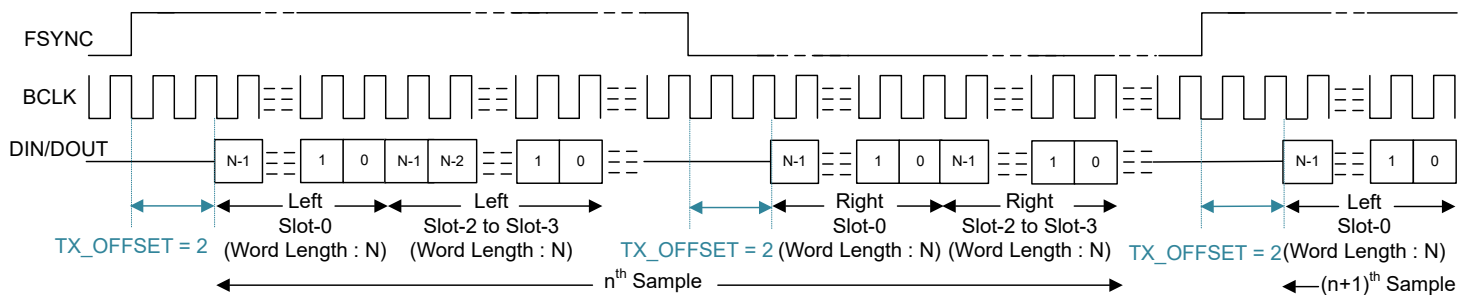 FSYNC
BCLK
DIN/DOUT
N-1 1 0 N-1 N-2 1 0 N-1 1 0 N-1 1 0 N-1 1 0
Left Left Right Right Left
Slot-0 Slot-2 to Slot-3 Slot-0 Slot-2 to Slot-3 Slot-0
TX_OFFSET = 2 (Word Length : N) (Word Length : N) TX_OFFSET = 2 (Word Length : N) (Word Length : N) TX_OFFSET = 2 (Word Length : N)
nth Sample (n+1)th Sample